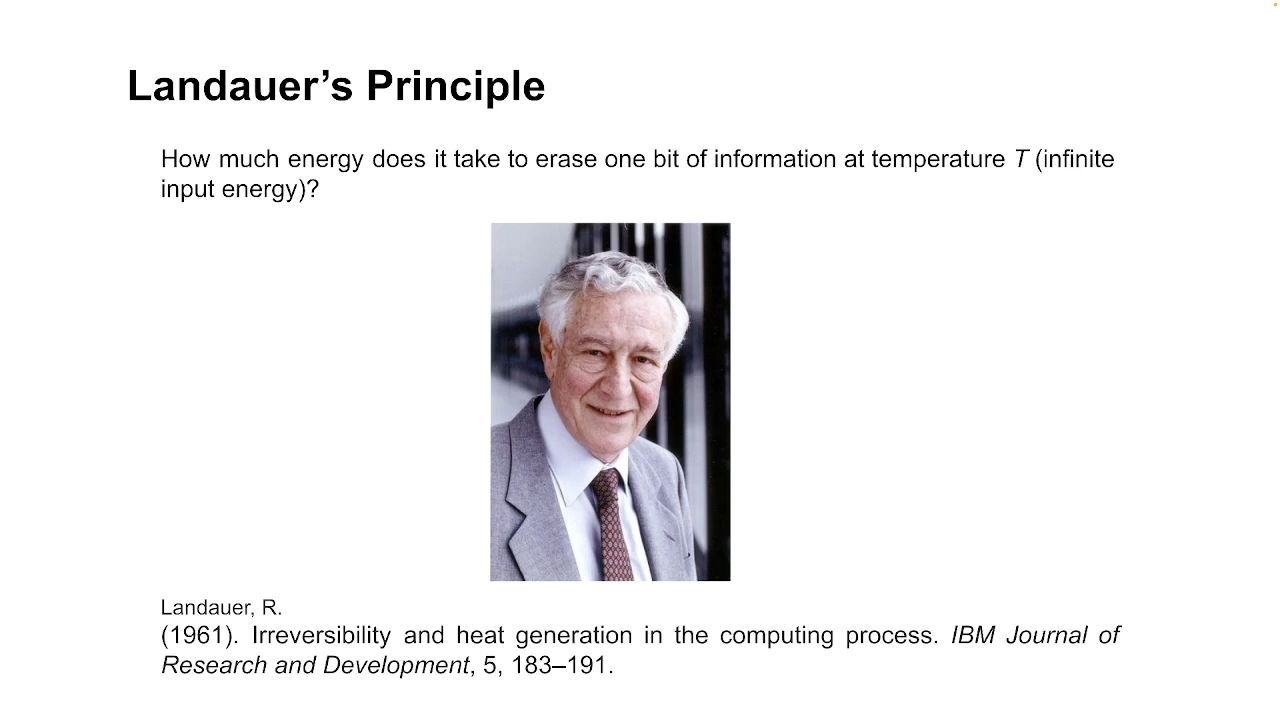 Landauer’s Principle
How much energy does it take to erase one bit of information at temperature T (infinite
input energy)?
Landauer, R.
(1961). Irreversibility and heat generation in the computing process. IBM Journal of
Research and Development, 5, 183–191.